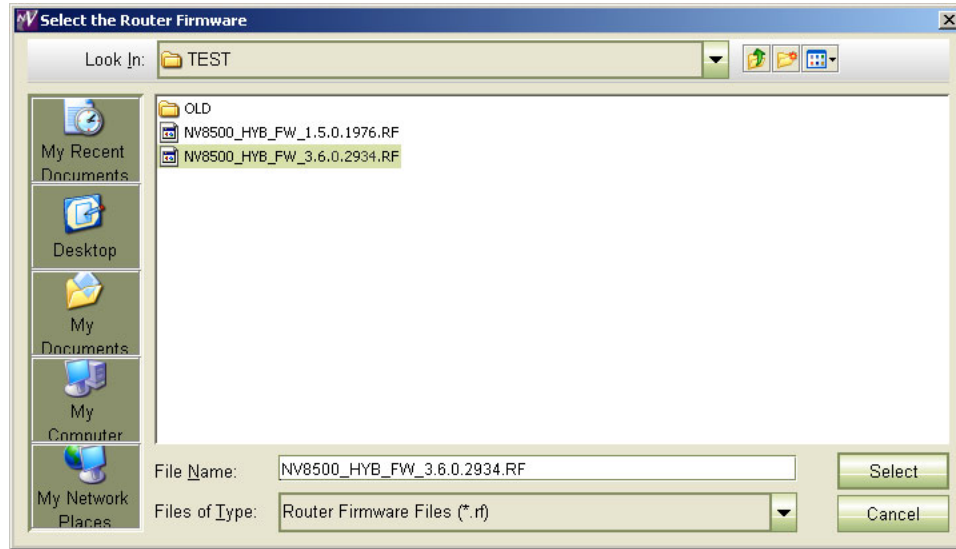 Select the Router Firmware
Look In: TEST
OLD
NV8500_HYB_FW_1.5.0.1976.RF
NV8500_HYB_FW_3.6.0.2934.RF
My Recent
Documents
Desktop
My
Documents
My
Computer
My Network
Places
File Name: NV8500_HYB_FW_3.6.0.2934.RF
Select
Files of Type: Router Firmware Files (*.rf)
Cancel